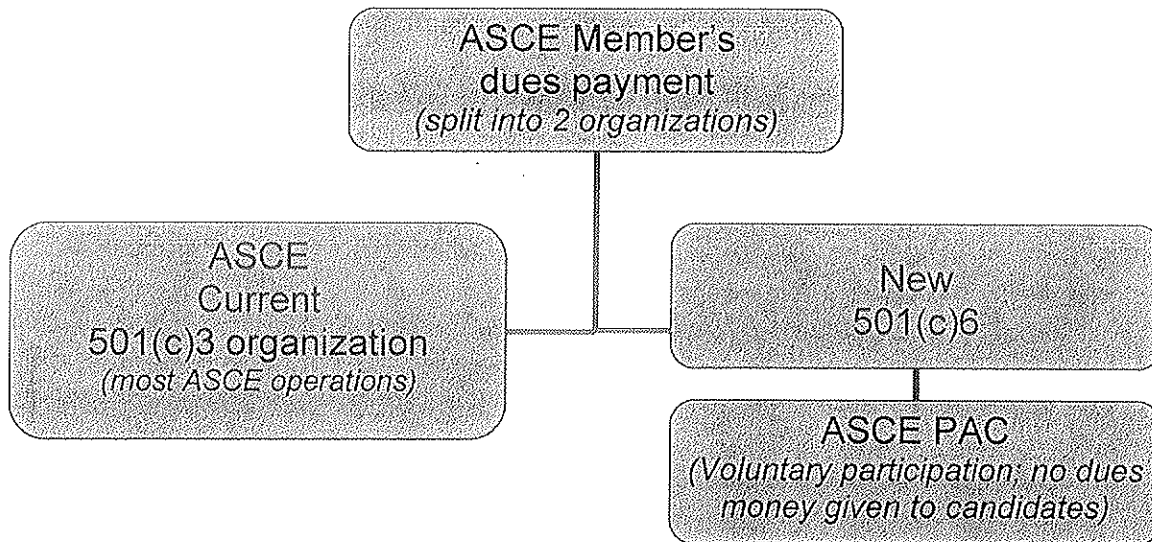 ASCE Member's
dues payment
(split into 2 organizations)
ASCE
Current
501(c)3 organization
(most ASCE operations)
New
501(c)6
ASCE PAC
(Voluntary participation; no dues
money given to candidates)